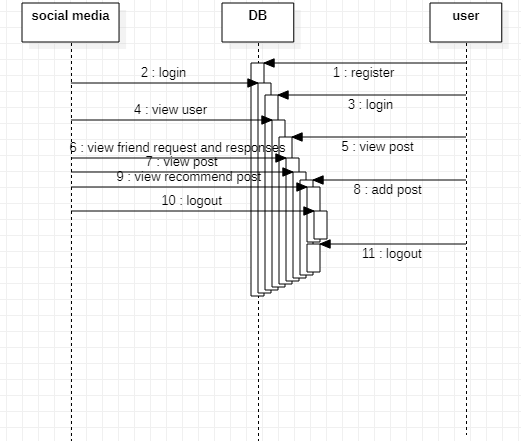 social media
DB
user
1 : register
2 : login
3 : login
4 : view user
5 : view post
6 : view friend request and responses
7 : view post
9 : view recommend post
8 : add post
10 : logout
11 : logout